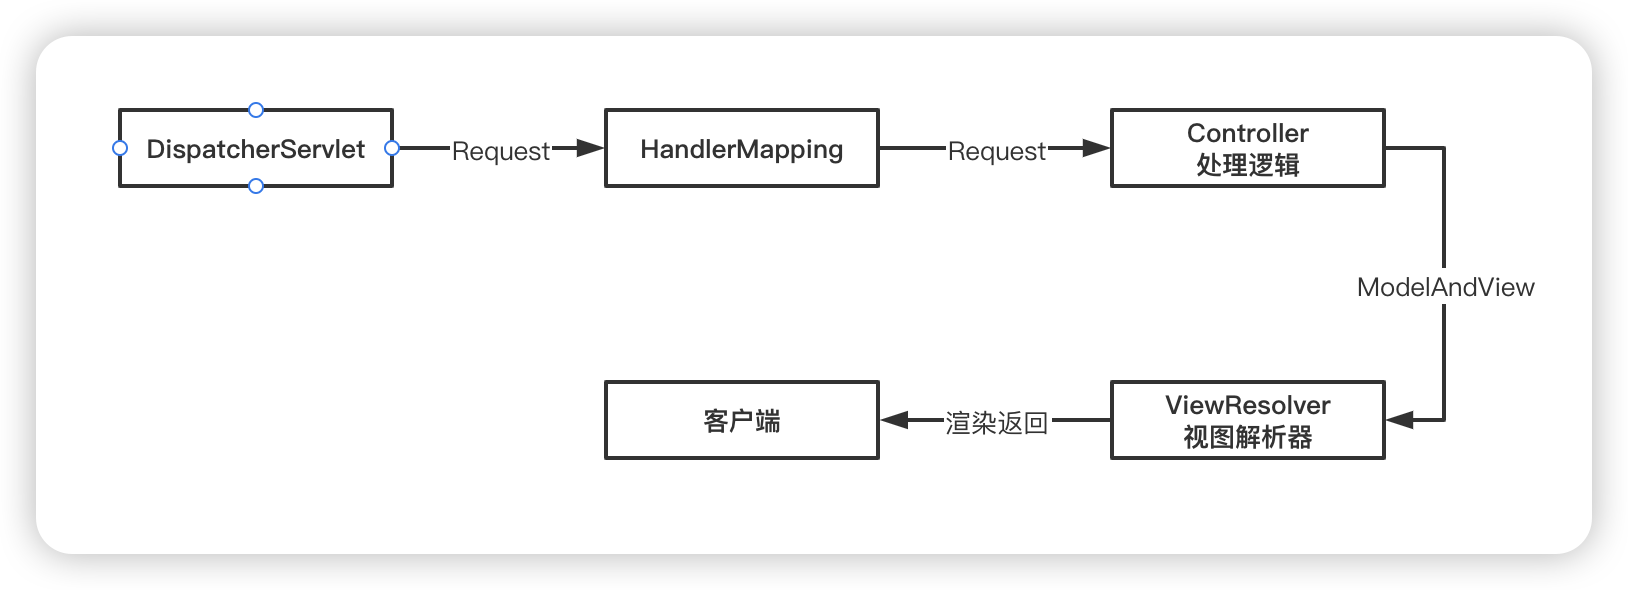 DispatcherServlet
Request
HandlerMapping
Request
Controller
处理逻辑
ModelAndView
ViewResolver
视图解析器
渲染返回
客户端